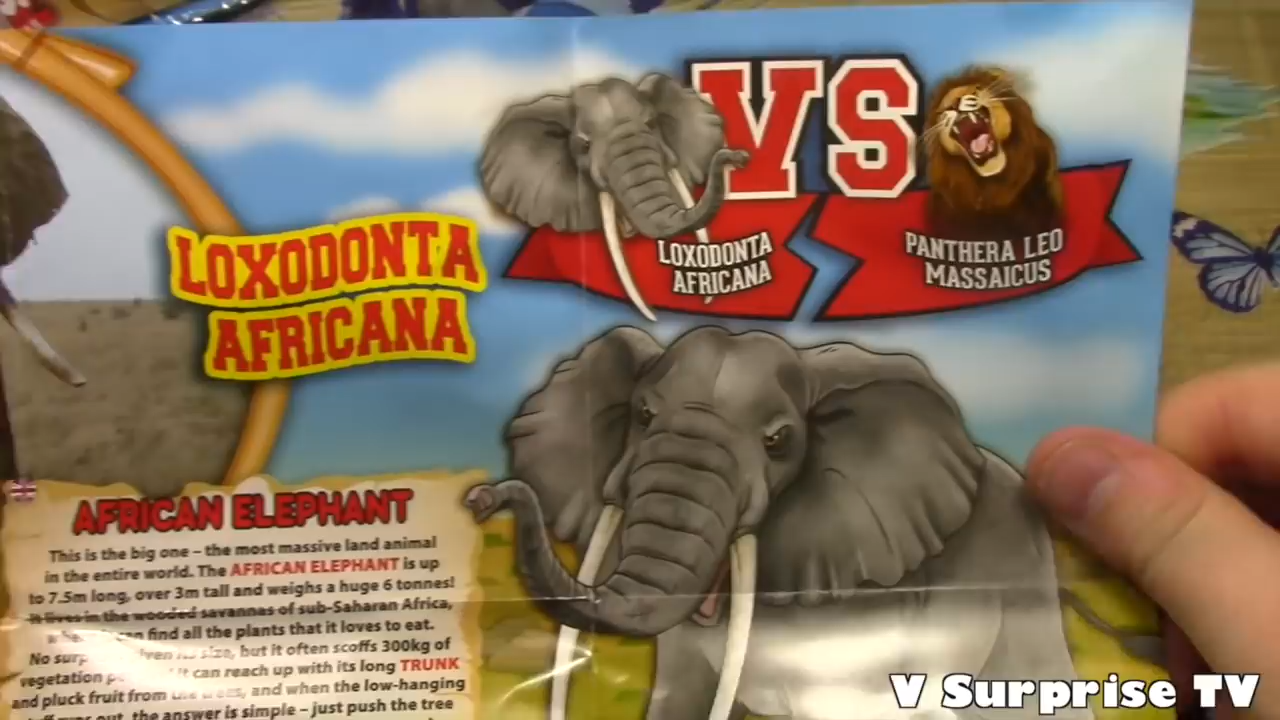 VS
LOXODONTA
AFRICANA
PANTHERA LEO
MASSAICUS
LOXODONTA
AFRICANA
AFRICAN ELEPHANT
This is the big one – the most massive land animal
in the entire world. The AFRICAN ELEPHANT is up
to 7.5m long, over 3m tall and weighs a huge 6 tonnes!
It lives in the wooded savannas of sub-Saharan Africa,
find all the plants that it loves to eat.
No size, but it often scoffs 300kg of
vegetation it can reach up with its long TRUNK
and pluck fruit from the trees, and when the low-hanging
out, the answer is simple – just push the tree
V Surprise TV